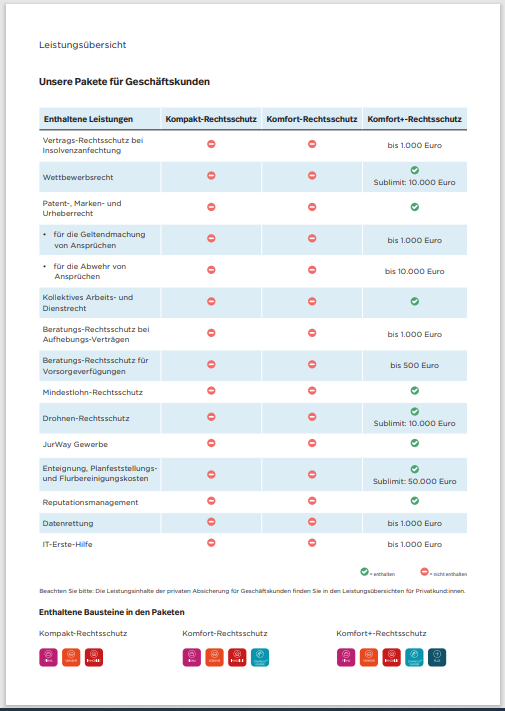 Leistungsübersicht
Unsere Pakete für Geschäftskunden
Enthaltene Leistungen Kompakt-Rechtsschutz Komfort-Rechtsschutz Komfort+-Rechtsschutz
Vertrags-Rechtsschutz bei
Insolvenzanfechtung
bis 1.000 Euro
Wettbewerbsrecht
Sublimit: 10.000 Euro
Patent-, Marken- und
Urheberrecht
• für die Geltendmachung
von Ansprüchen
bis 1.000 Euro
• für die Abwehr von
Ansprüchen
bis 10.000 Euro
Kollektives Arbeits- und
Dienstrecht
Beratungs-Rechtsschutz bei
Aufhebungs-Verträgen
bis 1.000 Euro
Beratungs-Rechtsschutz für
Vorsorgeverfügungen
bis 500 Euro
Mindestlohn-Rechtsschutz
Drohnen-Rechtsschutz
Sublimit: 10.000 Euro
JurWay Gewerbe
Enteignung, Planfeststellungs-
und Flurbereinigungskosten
Sublimit: 50.000 Euro
Reputationsmanagement
Datenrettung bis 1.000 Euro
IT-Erste-Hilfe bis 1.000 Euro
= enthalten = nicht enthalten
Beachten Sie bitte: Die Leistungsinhalte der privaten Absicherung für Geschäftskunden finden Sie in den Leistungsübersichten für Privatkund:innen.
Enthaltene Bausteine in den Paketen
Kompakt-Rechtsschutz Komfort-Rechtsschutz Komfort+-Rechtsschutz